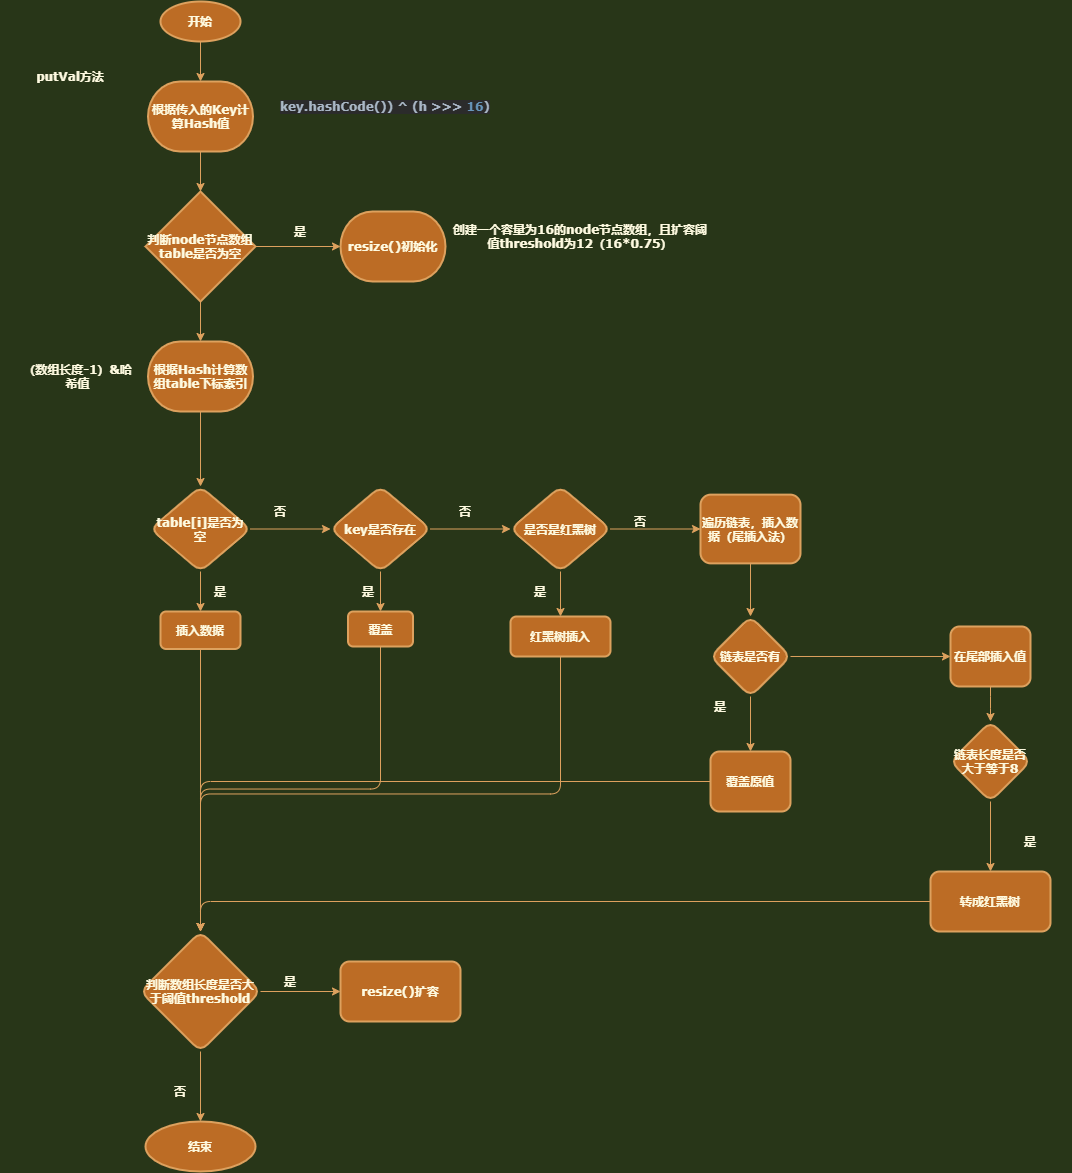 开始
putVal方法
key.hashCode()) ^ (h >>> 16)
根据传入的Key计
算Hash值
判断node节点数组
table是否为空
是
resize()初始化
创建一个容量为16的node节点数组，且扩容阈
值threshold为12（16*0.75）
(数组长度-1）&哈
希值
根据Hash计算数
组table下标索引
table[i]是否为
空
否
key是否存在
否
是否是红黑树
否
遍历链表，插入数
据（尾插入法）
是
是
是
插入数据
覆盖
红黑树插入
链表是否有
在尾部插入值
是
链表长度是否
大于等于8
覆盖原值
是
转成红黑树
判断数组长度是否大
于阈值threshold
是
resize()扩容
否
结束